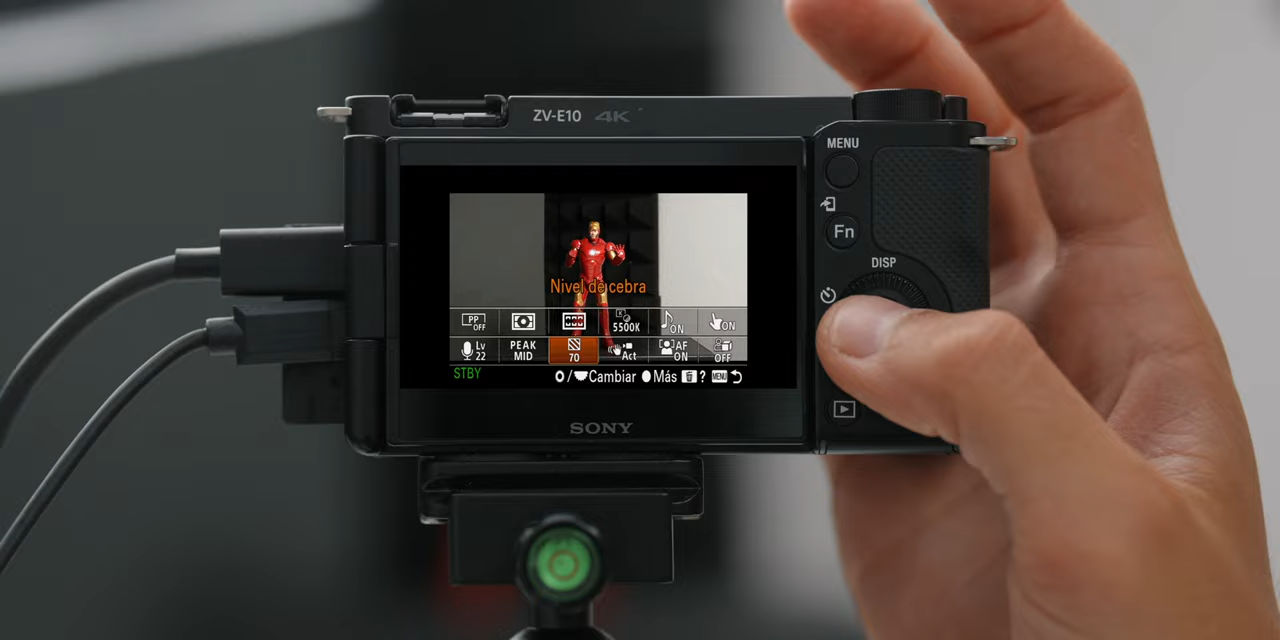 ZV-E10 4K
MENU
Fn
DISP
Nivel de cebra
PP OFF
5500K
ON
ON
Lv 22
PEAK MID
70
Act
AF ON
OFF
STBY
/ Cambiar Más ? MENU
SONY